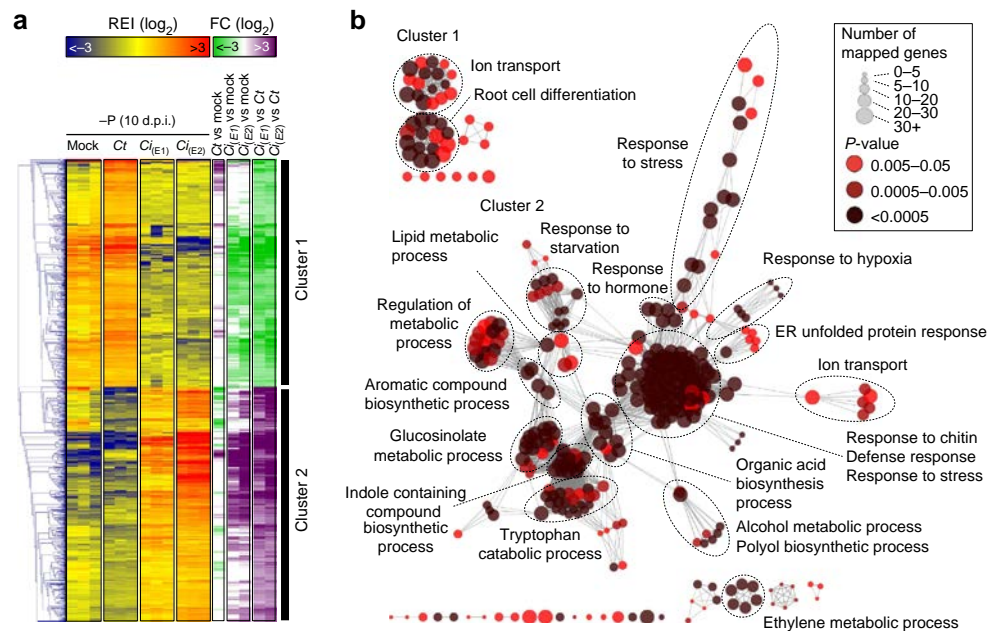 a
REI (log2)
<–3
>3
FC (log2)
<–3
>3
–P (10 d.p.i.)
Mock
Ct
Ci(E1)
Ci(E2)
Ct vs mock
Ci(E1) vs mock
Ci(E2) vs mock
Ci(E1) vs Ct
Ci(E2) vs Ct
Cluster 1
Cluster 2
b
Cluster 1
Ion transport
Root cell differentiation
Cluster 2
Response
to stress
Number of
mapped genes
0–5
5–10
10–20
20–30
30+
P-value
0.005–0.05
0.0005–0.005
<0.0005
Lipid metabolic
process
Response to
starvation
Response
to hormone
Response to hypoxia
Regulation of
metabolic
process
ER unfolded protein response
Ion transport
Aromatic compound
biosynthetic process
Glucosinolate
metabolic process
Response to chitin
Defense response
Response to stress
Indole containing
compound
biosynthetic
process
Organic acid
biosynthesis
process
Tryptophan
catabolic process
Alcohol metabolic process
Polyol biosynthetic process
Ethylene metabolic process